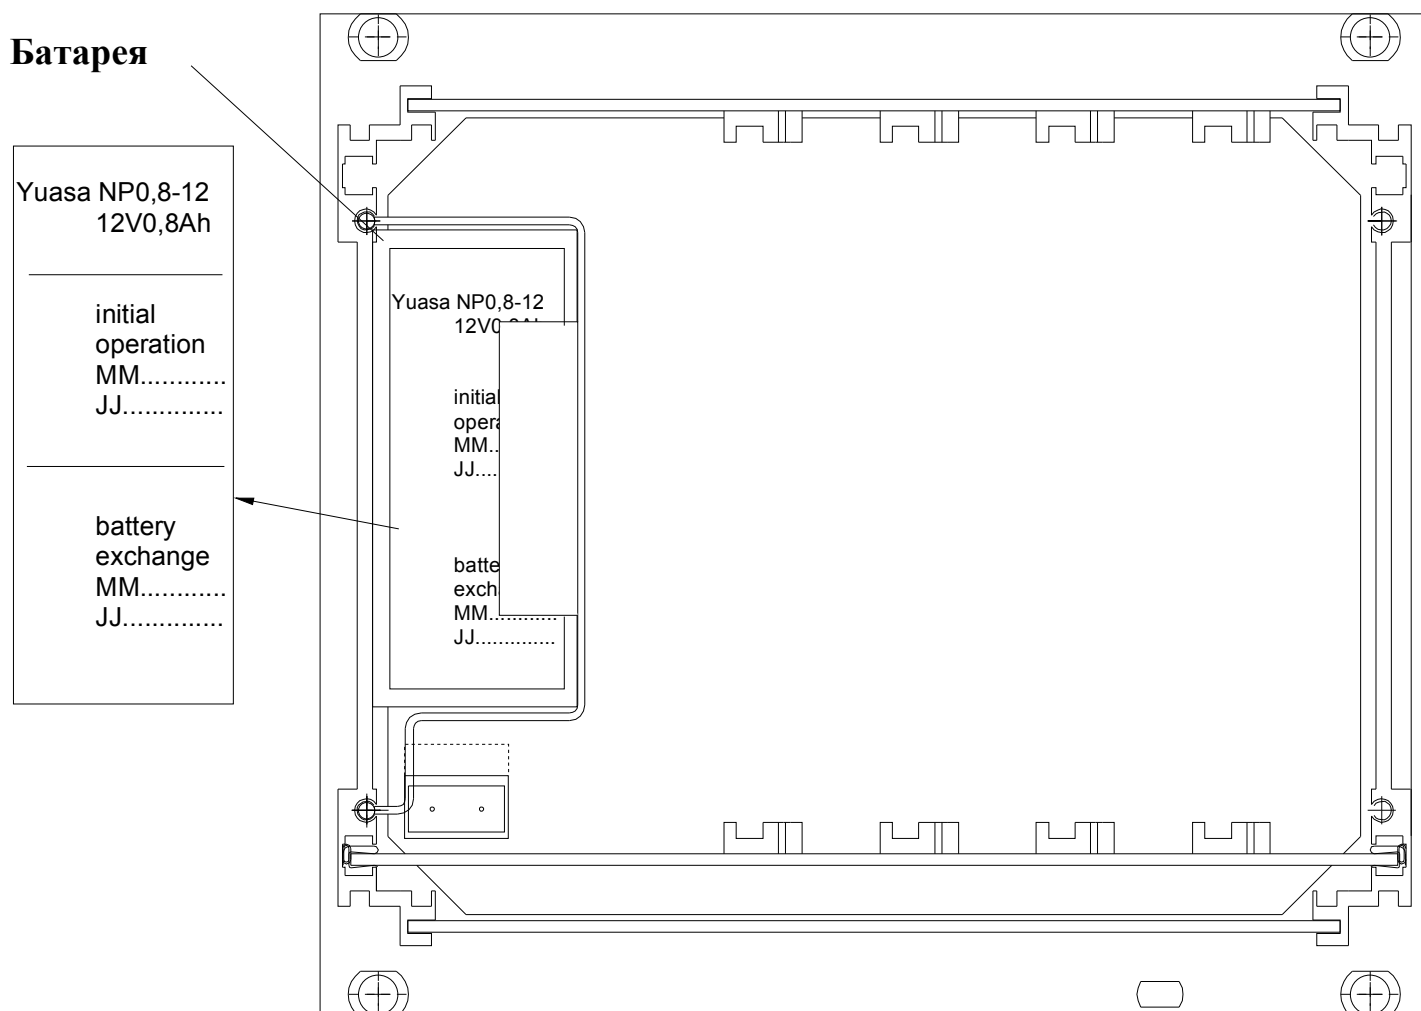 Батарея
Yuasa NP0,8-12
12V0,8Ah
initial
operation
MM............
JJ..............
battery
exchange
MM............
JJ..............
Yuasa NP0,8-12
initial
MM..
JJ....
MM............
JJ..............